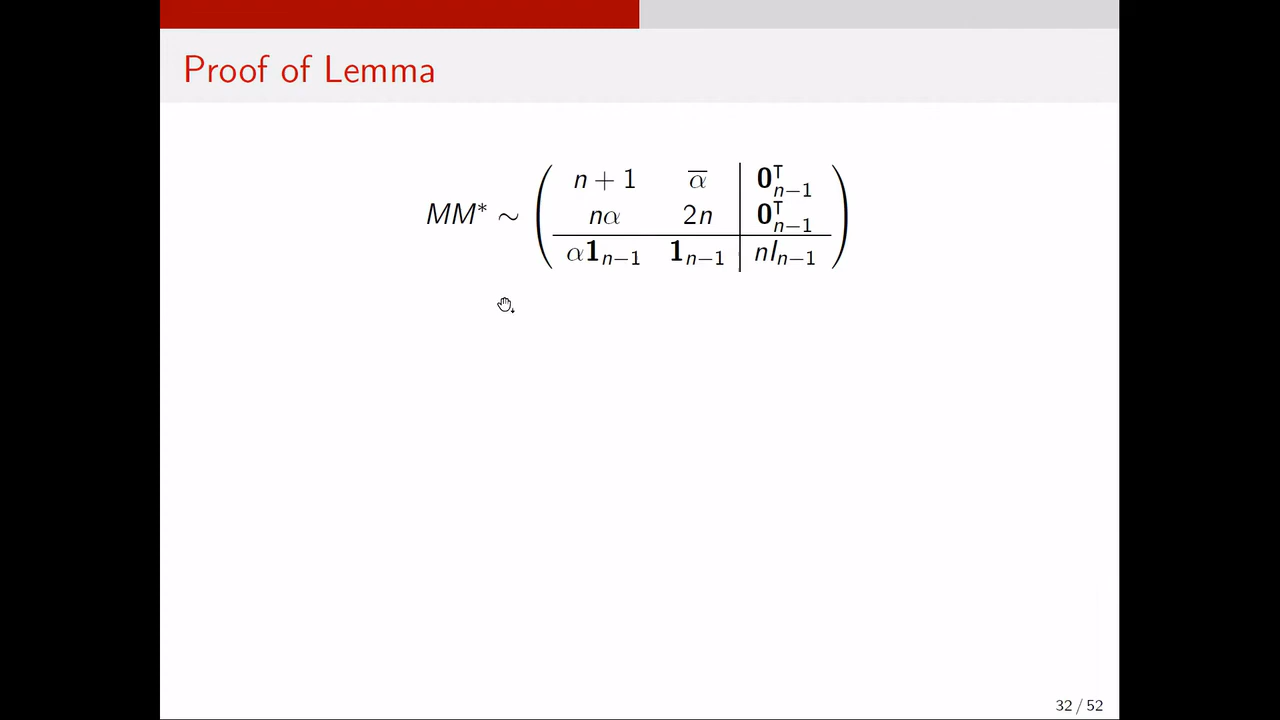 Proof of Lemma
n + 1 α̅ 𝟎ᵀₙ₋₁
MM* ∼ nα 2n 𝟎ᵀₙ₋₁
α𝟏ₙ₋₁ 𝟏ₙ₋₁ nIₙ₋₁
32 / 52